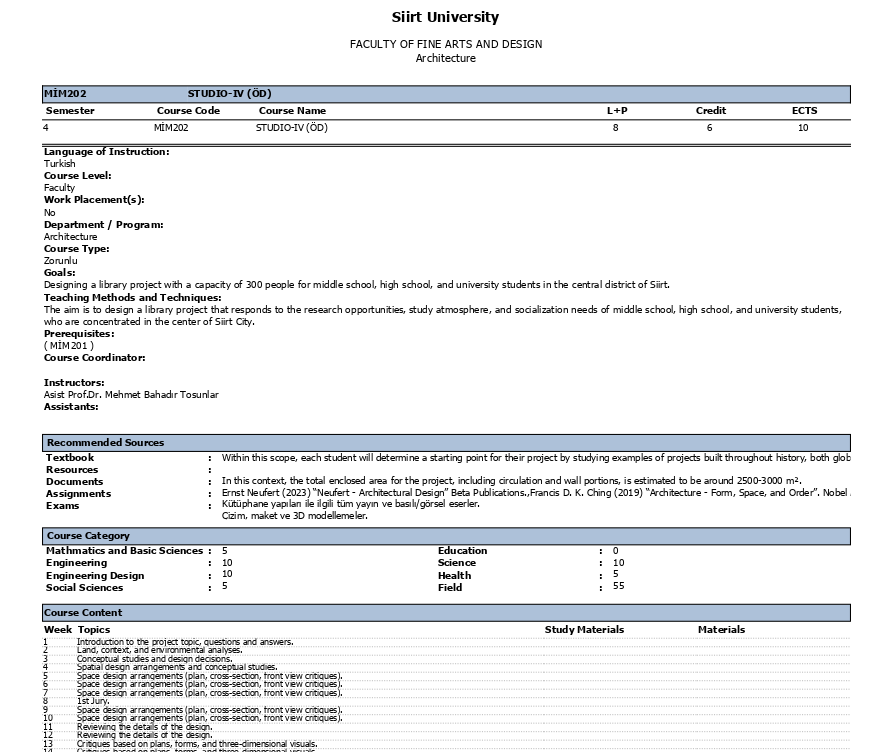 Siirt University
FACULTY OF FINE ARTS AND DESIGN
Architecture
MİM202 STUDIO-IV (ÖD)
Semester Course Code Course Name L+P Credit ECTS
4 MİM202 STUDIO-IV (ÖD) 8 6 10
Language of Instruction:
Turkish
Course Level:
Faculty
Work Placement(s):
No
Department / Program:
Architecture
Course Type:
Zorunlu
Goals:
Designing a library project with a capacity of 300 people for middle school, high school, and university students in the central district of Siirt.
Teaching Methods and Techniques:
The aim is to design a library project that responds to the research opportunities, study atmosphere, and socialization needs of middle school, high school, and university students,
who are concentrated in the center of Siirt City.
Prerequisites:
( MİM201 )
Course Coordinator:
Instructors:
Asist Prof.Dr. Mehmet Bahadır Tosunlar
Assistants:
Recommended Sources
Textbook : Within this scope, each student will determine a starting point for their project by studying examples of projects built throughout history, both glob
Resources :
Documents : In this context, the total enclosed area for the project, including circulation and wall portions, is estimated to be around 2500-3000 m².
Assignments : Ernst Neufert (2023) “Neufert - Architectural Design” Beta Publications.,Francis D. K. Ching (2019) “Architecture - Form, Space, and Order”. Nobel .
Exams : Kütüphane yapıları ile ilgili tüm yayın ve basılı/görsel eserler.
Cizim, maket ve 3D modellemeler.
Course Category
Mathmatics and Basic Sciences : 5 Education : 0
Engineering : 10 Science : 10
Engineering Design : 10 Health : 5
Social Sciences : 5 Field : 55
Course Content
Week Topics Study Materials Materials
1 Introduction to the project topic, questions and answers.
2 Land, context, and environmental analyses.
3 Conceptual studies and design decisions.
4 Spatial design arrangements and conceptual studies.
5 Space design arrangements (plan, cross-section, front view critiques).
6 Space design arrangements (plan, cross-section, front view critiques).
7 Space design arrangements (plan, cross-section, front view critiques).
8 1st Jury.
9 Space design arrangements (plan, cross-section, front view critiques).
10 Space design arrangements (plan, cross-section, front view critiques).
11 Reviewing the details of the design.
12 Reviewing the details of the design.
13 Critiques based on plans, forms, and three-dimensional visuals.
14 Critiques based on plans, forms, and three-dimensional visuals.